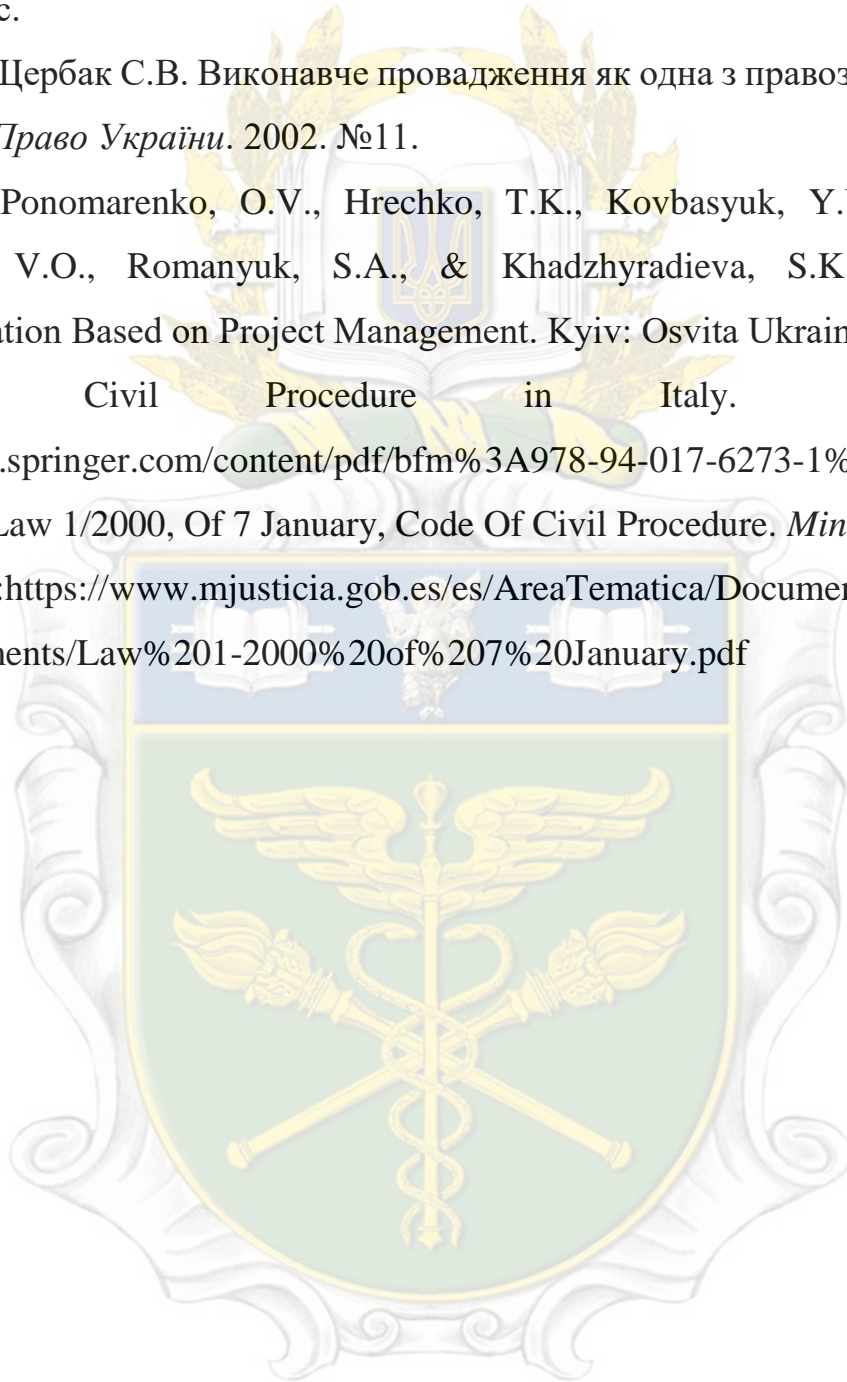 с.
Щербак С.В. Виконавче провадження як одна з правоз
Право України. 2002. №11.
Ponomarenko, O.V., Hrechko, T.K., Kovbasyuk, Y.
V.O., Romanyuk, S.A., & Khadzhyradieva, S.K.
tion Based on Project Management. Kyiv: Osvita Ukrain
Civil Procedure in Italy.
.springer.com/content/pdf/bfm%3A978-94-017-6273-1%
Law 1/2000, Of 7 January, Code Of Civil Procedure. Min
:https://www.mjusticia.gob.es/es/AreaTematica/Documen
ents/Law%201-2000%20of%207%20January.pdf